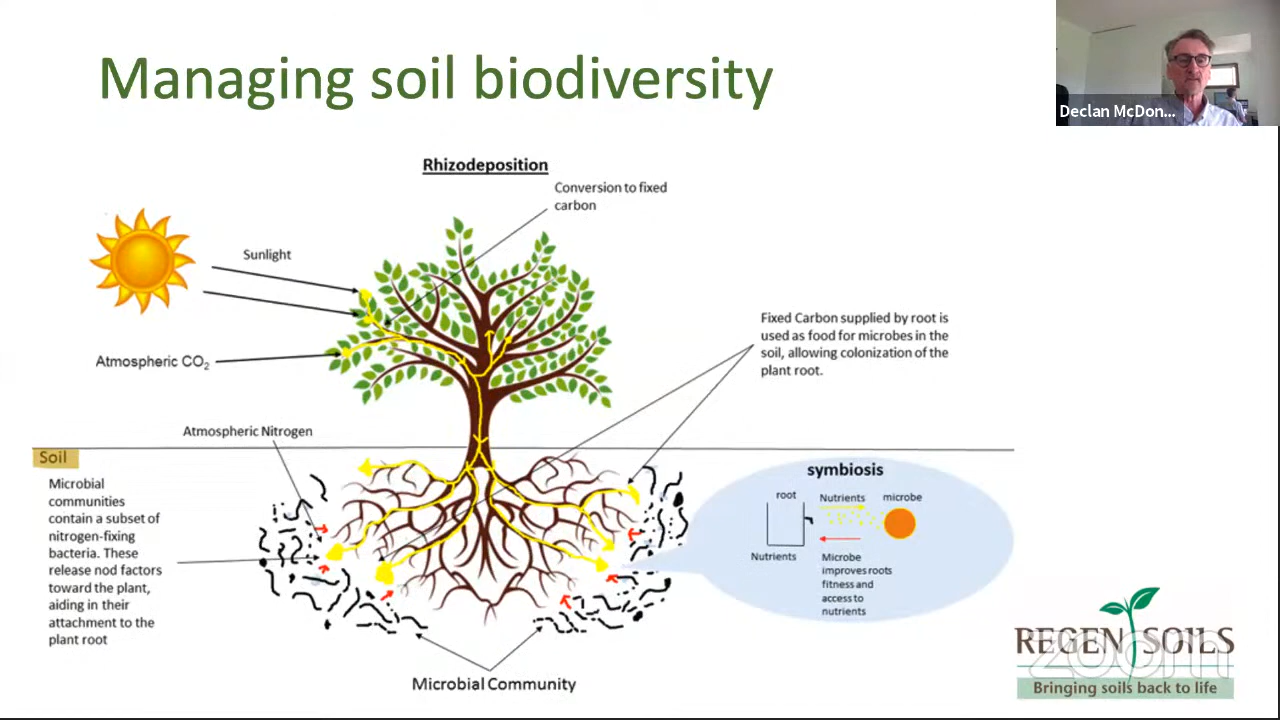 Managing soil biodiversity
Declan McDon...
Rhizodeposition
Conversion to fixed
carbon
Sunlight
Atmospheric CO₂
Fixed Carbon supplied by root is
used as food for microbes in the
soil, allowing colonization of the
plant root.
Atmospheric Nitrogen
Soil
Microbial
communities
contain a subset of
nitrogen-fixing
bacteria. These
release nod factors
toward the plant,
aiding in their
attachment to the
plant root
symbiosis
root
Nutrients
microbe
Nutrients
Microbe
improves roots
fitness and
access to
nutrients
Microbial Community
REGEN SOILS
zoom
Bringing soils back to life